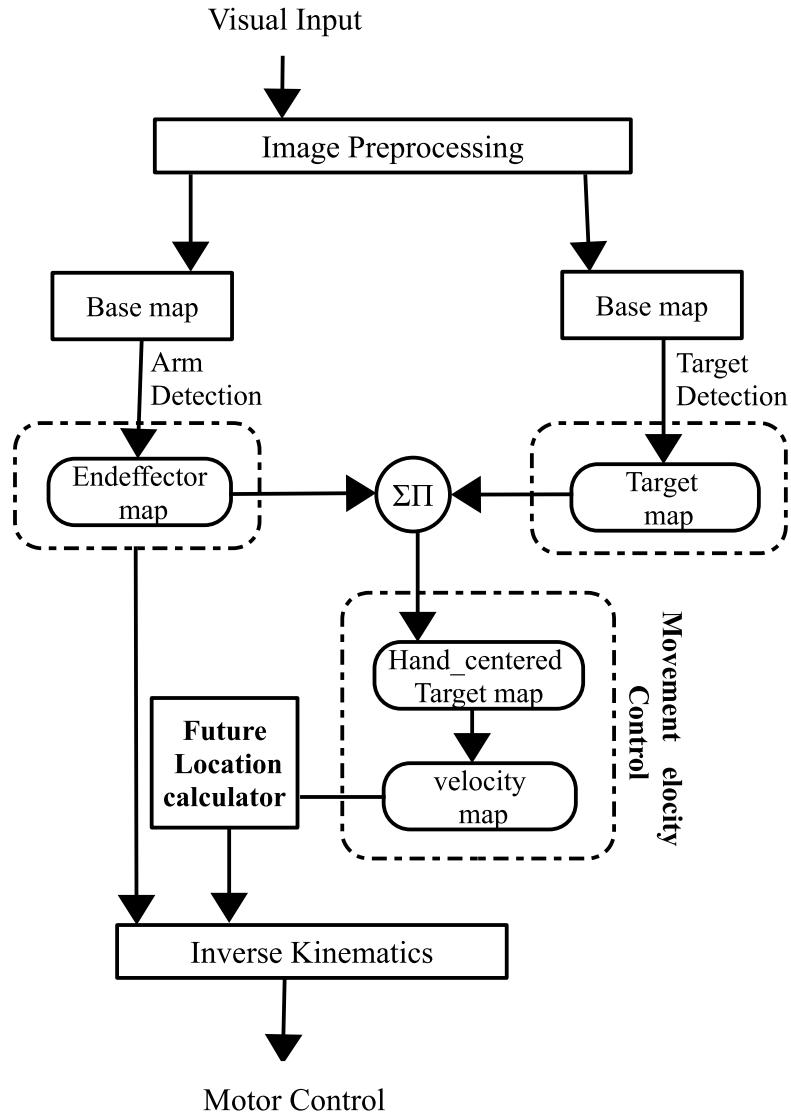 Visual Input
Image Preprocessing
Base map
Base map
Arm
Detection
Target
Detection
Endeffector
map
ΣΠ
Target
map
Hand_centered
Target map
velocity
map
Movement elocity
Control
Future
Location
calculator
Inverse Kinematics
Motor Control